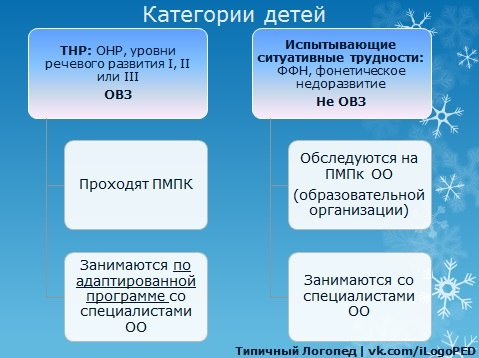 Категории детей
ТНР: ОНР, уровни
речевого развития I, II
или III
ОВЗ
Проходят ПМПК
Занимаются по
адаптированной
программе со
специалистами
ОО
Испытывающие
ситуативные трудности:
ФФН, фонетическое
недоразвитие
Не ОВЗ
Обследуются на
ПМПк ОО
(образовательной
организации)
Занимаются со
специалистами
ОО
Типичный Логопед | vk.com/iLogoPED